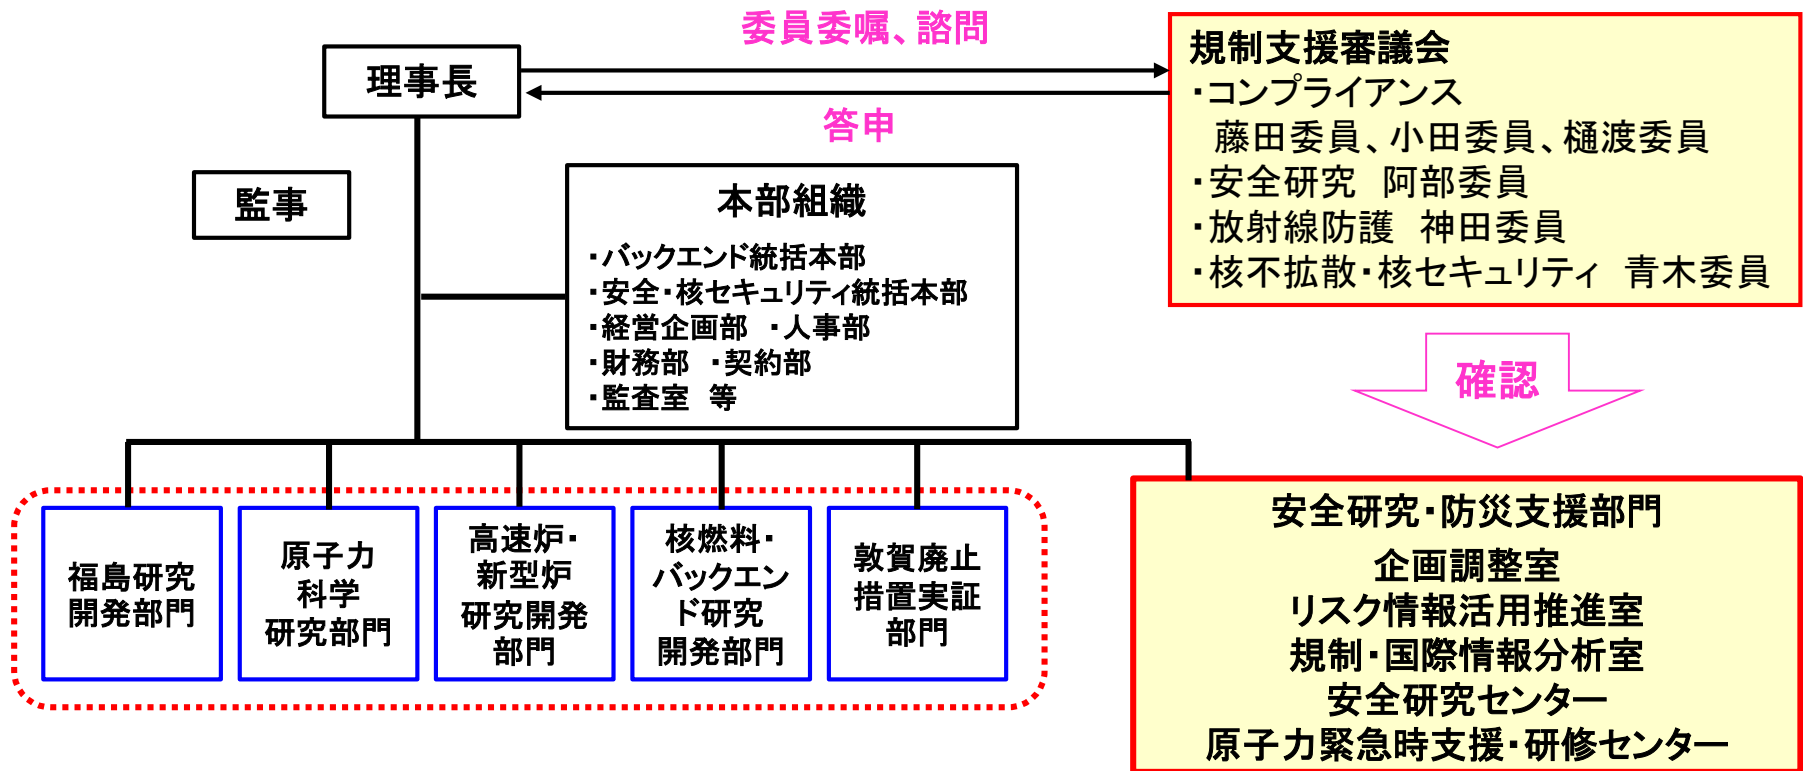 委員委嘱、諮問
理事長
答申
規制支援審議会
・コンプライアンス
藤田委員、小田委員、樋渡委員
・安全研究　阿部委員
・放射線防護　神田委員
・核不拡散・核セキュリティ　青木委員
監事
本部組織
・バックエンド統括本部
・安全・核セキュリティ統括本部
・経営企画部　・人事部
・財務部　・契約部
・監査室　等
確認
福島研究
開発部門
原子力
科学
研究部門
高速炉・
新型炉
研究開発
部門
核燃料・
バックエン
ド研究
開発部門
敦賀廃止
措置実証
部門
安全研究・防災支援部門
企画調整室
リスク情報活用推進室
規制・国際情報分析室
安全研究センター
原子力緊急時支援・研修センター